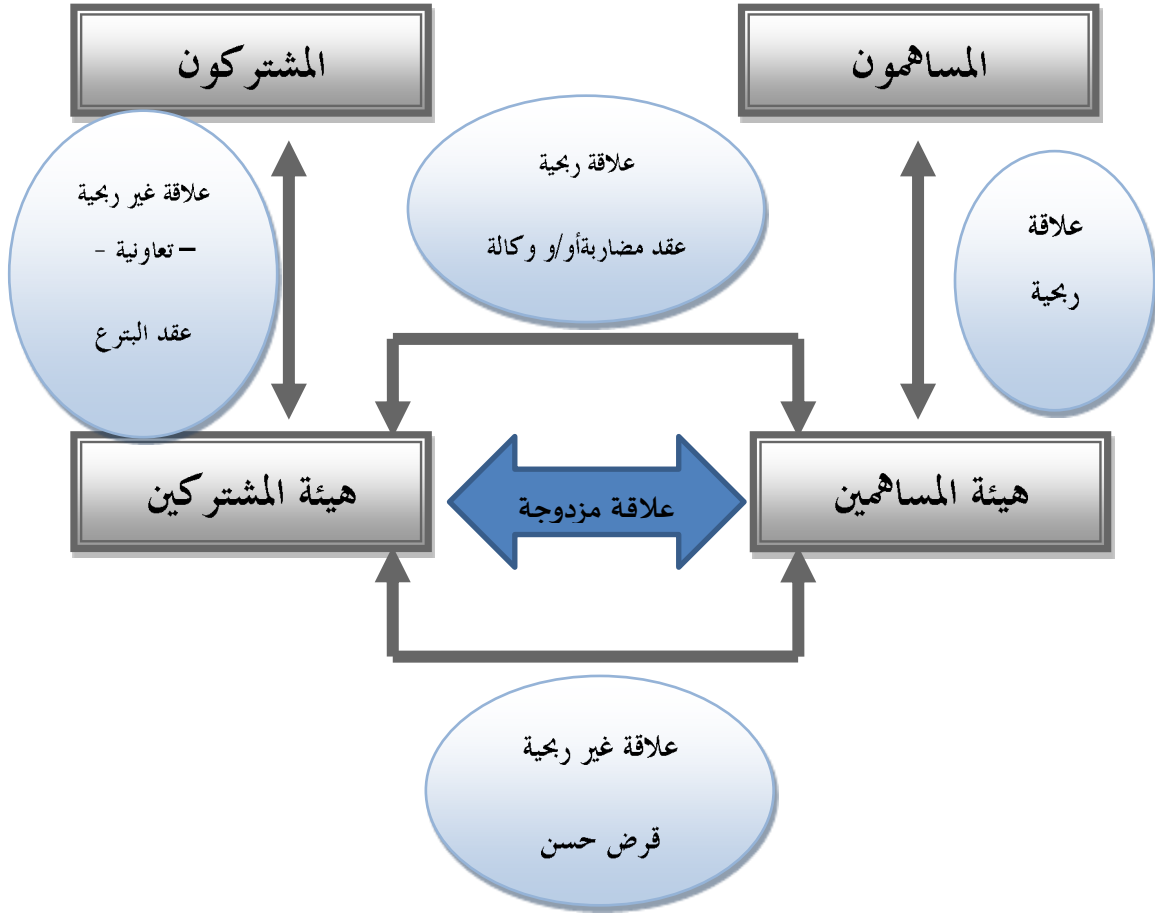 المساهمون
المشتركون
علاقة
ربحية
علاقة ربحية
عقد مضاربةأو/و وكالة
علاقة غير ربحية
– تعاونية -
عقد البترع
هيئة المساهمين
علاقة مزدوجة
هيئة المشتركين
علاقة غير ربحية
قرض حسن